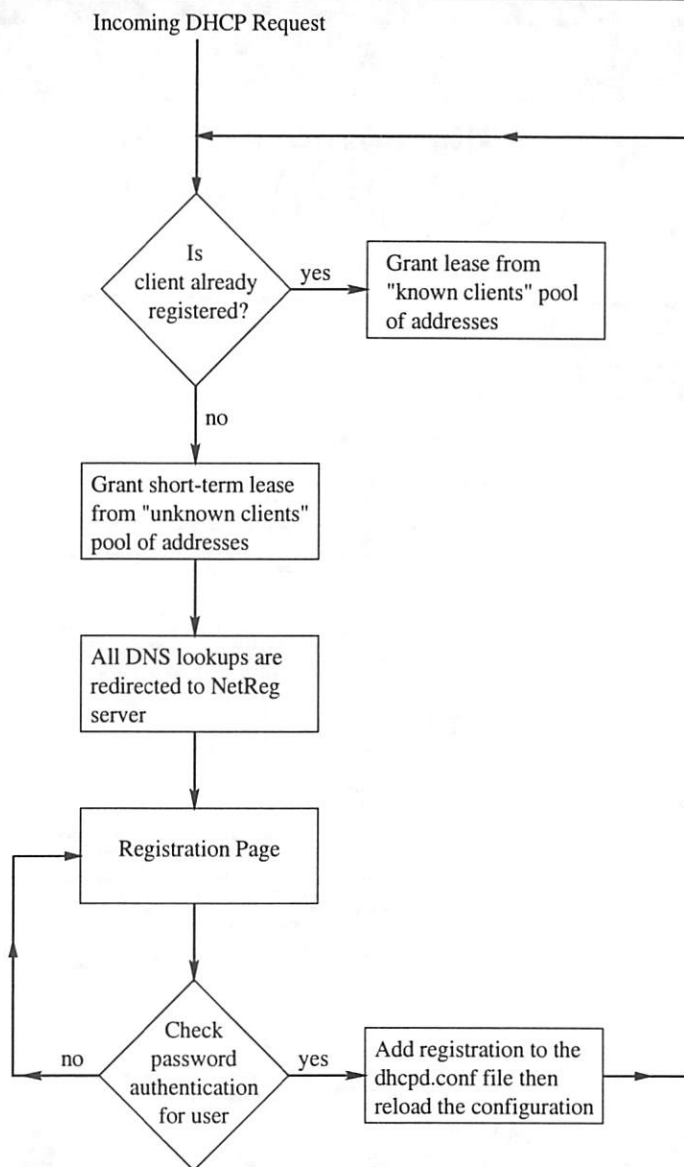 Incoming DHCP Request
Is
client already
registered?
yes
Grant lease from
"known clients" pool
of addresses
no
Grant short-term lease
from "unknown clients"
pool of addresses
All DNS lookups are
redirected to NetReg
server
Registration Page
no
Check
password
authentication
for user
yes
Add registration to the
dhcpd.conf file then
reload the configuration